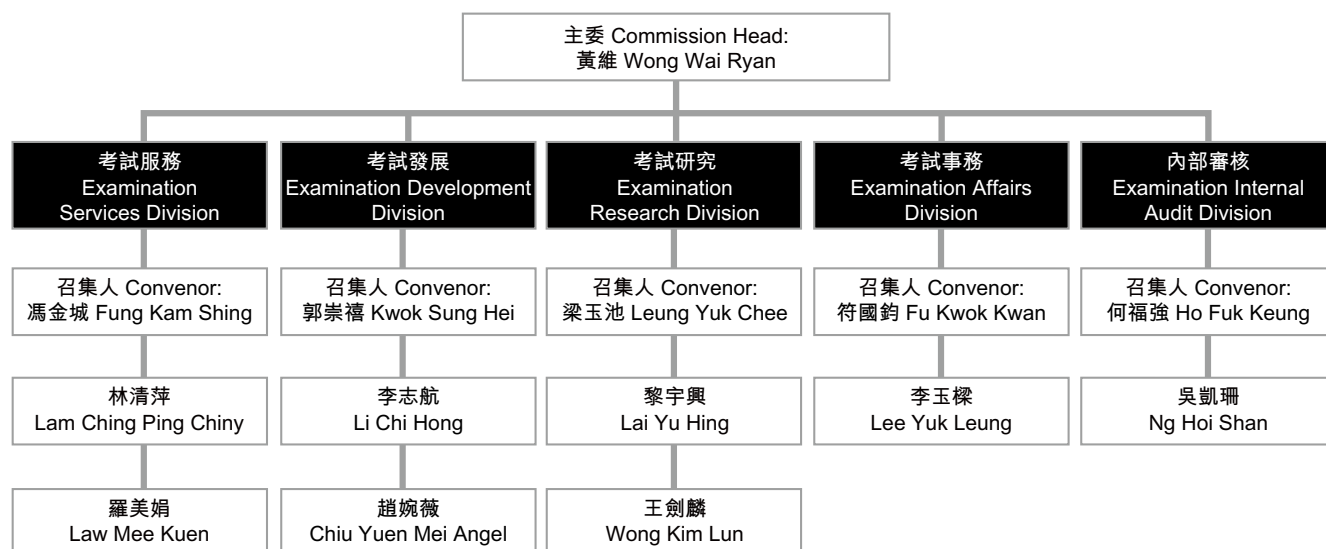 主委 Commission Head:
黃維 Wong Wai Ryan
考試服務
Examination
Services Division
考試發展
Examination Development
Division
考試研究
Examination
Research Division
考試事務
Examination Affairs
Division
內部審核
Examination Internal
Audit Division
召集人 Convenor:
馮金城 Fung Kam Shing
召集人 Convenor:
郭崇禧 Kwok Sung Hei
召集人 Convenor:
梁玉池 Leung Yuk Chee
召集人 Convenor:
符國鈞 Fu Kwok Kwan
召集人 Convenor:
何福強 Ho Fuk Keung
林清萍
Lam Ching Ping Chiny
李志航
Li Chi Hong
黎宇興
Lai Yu Hing
李玉樑
Lee Yuk Leung
吳凱珊
Ng Hoi Shan
羅美娟
Law Mee Kuen
趙婉薇
Chiu Yuen Mei Angel
王劍麟
Wong Kim Lun